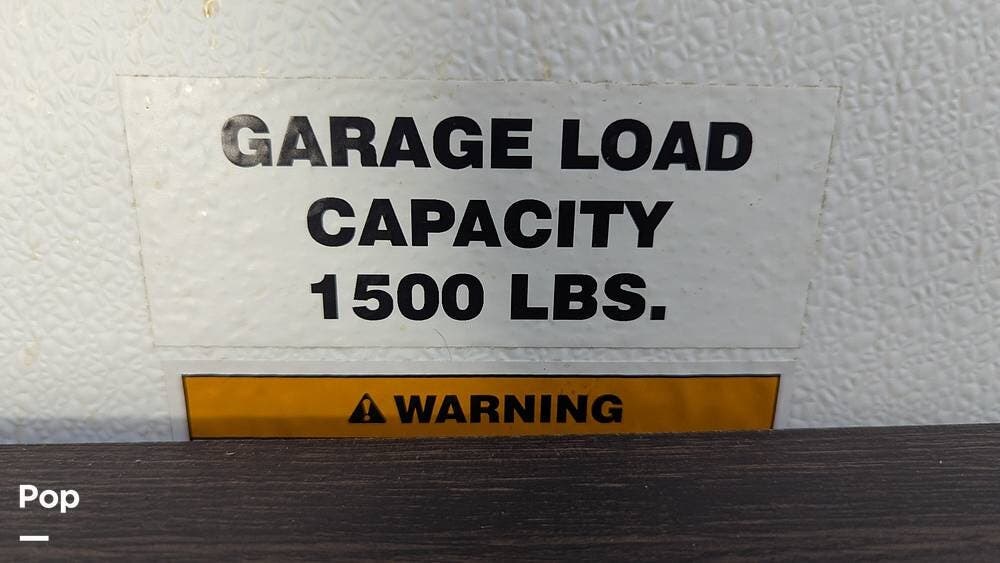 GARAGE LOAD
CAPACITY
1500 LBS.
WARNING
Pop